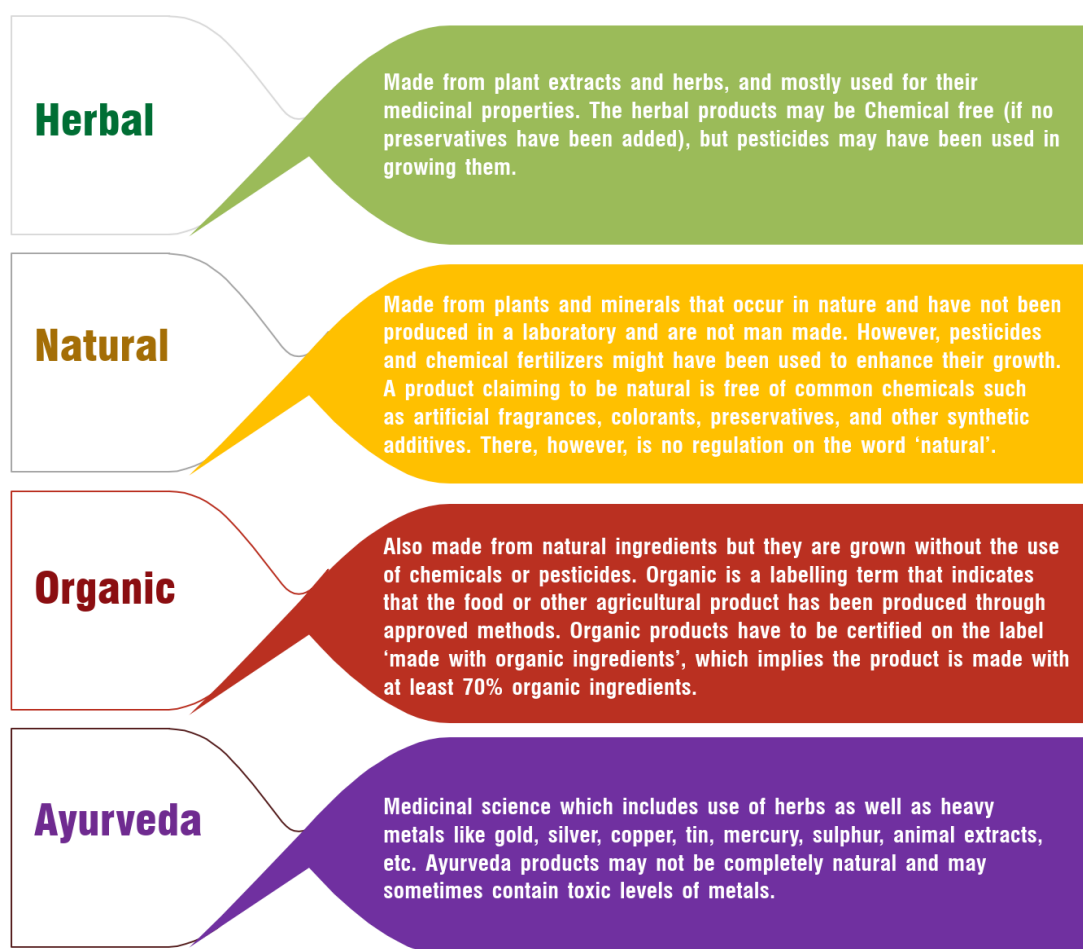 Herbal
Made from plant extracts and herbs, and mostly used for their
medicinal properties. The herbal products may be Chemical free (if no
preservatives have been added), but pesticides may have been used in
growing them.
Natural
Made from plants and minerals that occur in nature and have not been
produced in a laboratory and are not man made. However, pesticides
and chemical fertilizers might have been used to enhance their growth.
A product claiming to be natural is free of common chemicals such
as artificial fragrances, colorants, preservatives, and other synthetic
additives. There, however, is no regulation on the word ‘natural’.
Organic
Also made from natural ingredients but they are grown without the use
of chemicals or pesticides. Organic is a labelling term that indicates
that the food or other agricultural product has been produced through
approved methods. Organic products have to be certified on the label
‘made with organic ingredients’, which implies the product is made with
at least 70% organic ingredients.
Ayurveda
Medicinal science which includes use of herbs as well as heavy
metals like gold, silver, copper, tin, mercury, sulphur, animal extracts,
etc. Ayurveda products may not be completely natural and may
sometimes contain toxic levels of metals.